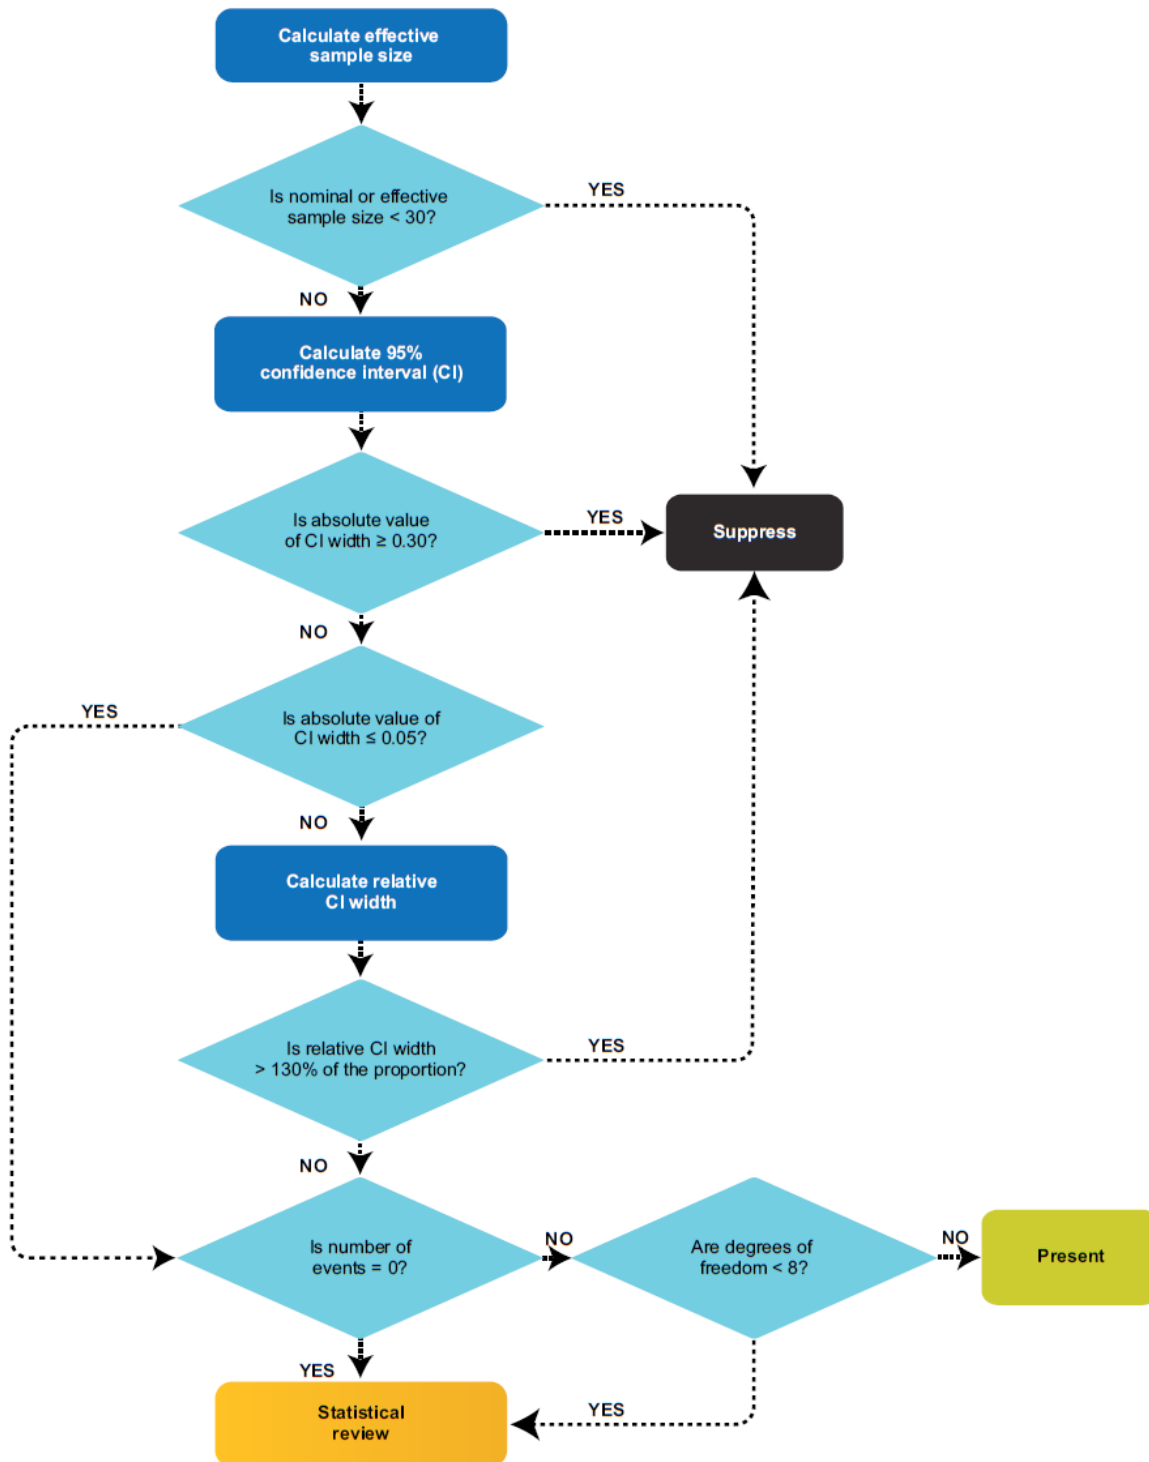 Calculate effective
sample size
Is nominal or effective
sample size < 30?
YES
NO
Calculate 95%
confidence interval (CI)
Is absolute value
of CI width ≥ 0.30?
YES
Suppress
NO
Is absolute value of
CI width ≤ 0.05?
YES
NO
Calculate relative
CI width
Is relative CI width
> 130% of the proportion?
YES
NO
Is number of
events = 0?
NO
Are degrees of
freedom < 8?
NO
Present
YES
Statistical
review
YES